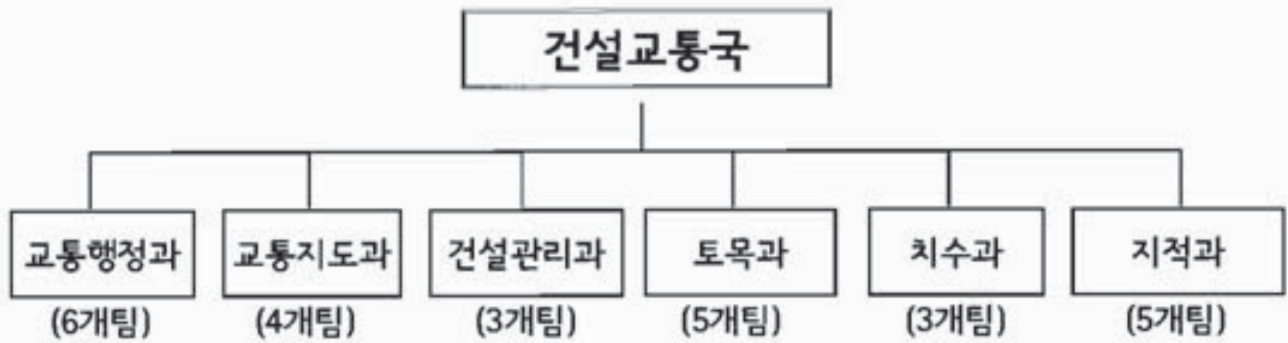 건설교통국
교통행정과 교통지도과 건설관리과 토목과 치수과 지적과
(6개팀) (4개팀) (3개팀) (5개팀) (3개팀) (5개팀)